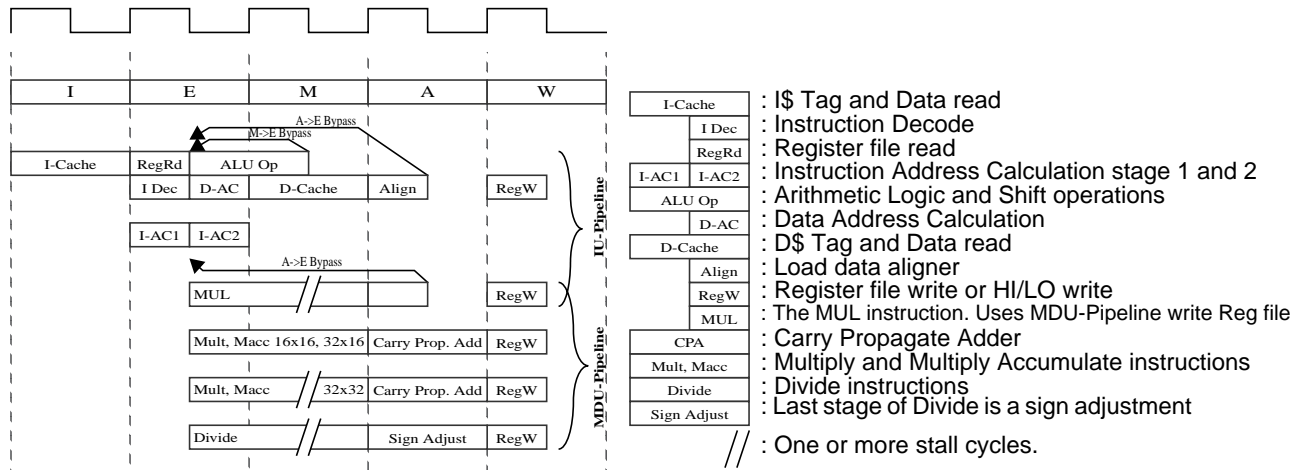 I E M A W
A->E Bypass
M->E Bypass
I-Cache RegRd ALU Op
I Dec D-AC D-Cache Align RegW
I-AC1 I-AC2
A->E Bypass
MUL RegW
Mult, Macc 16x16, 32x16 Carry Prop. Add RegW
Mult, Macc 32x32 Carry Prop. Add RegW
Divide Sign Adjust RegW
IU-Pipeline
MDU-Pipeline
I-Cache : I$ Tag and Data read
I Dec : Instruction Decode
RegRd : Register file read
I-AC1 I-AC2 : Instruction Address Calculation stage 1 and 2
ALU Op : Arithmetic Logic and Shift operations
D-AC : Data Address Calculation
D-Cache : D$ Tag and Data read
Align : Load data aligner
RegW : Register file write or HI/LO write
MUL : The MUL instruction. Uses MDU-Pipeline write Reg file
CPA : Carry Propagate Adder
Mult, Macc : Multiply and Multiply Accumulate instructions
Divide : Divide instructions
Sign Adjust : Last stage of Divide is a sign adjustment
: One or more stall cycles.